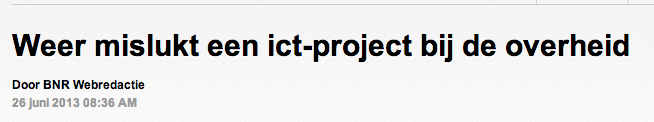 Weer mislukt een ict-project bij de overheid
Door BNR Webredactie
26 juni 2013 08:36 AM